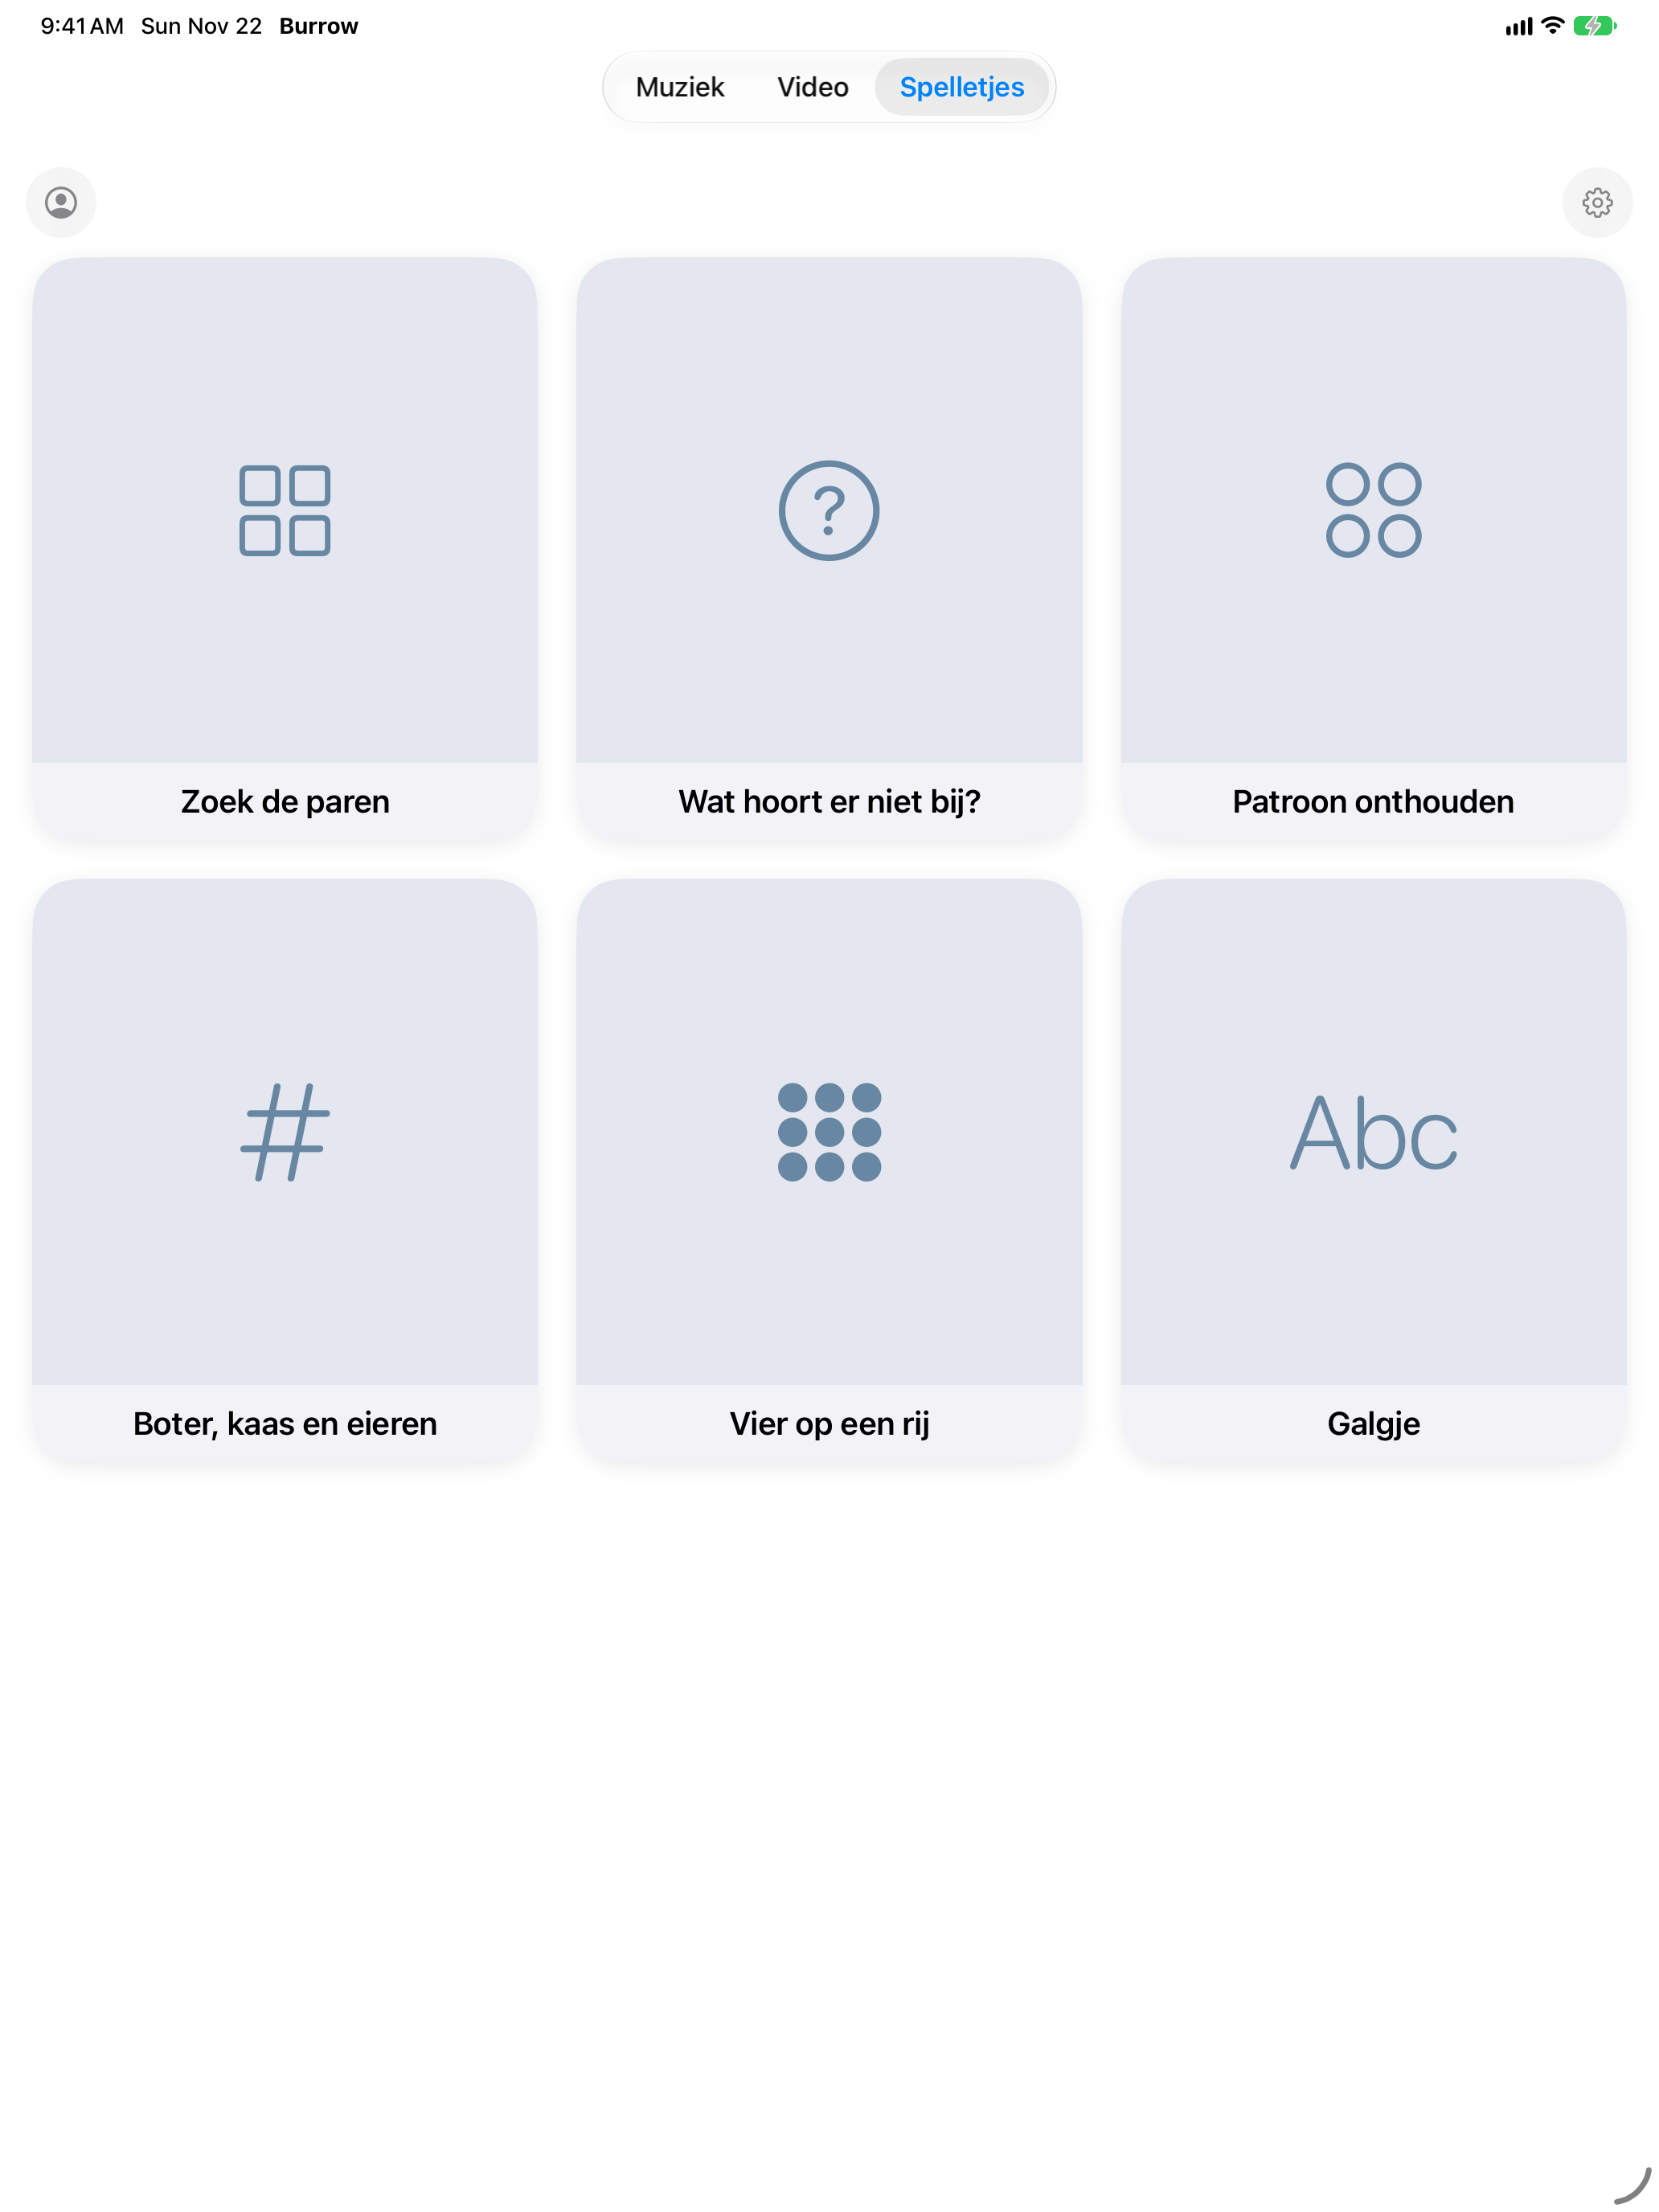 9:41 AM Sun Nov 22 Burrow
Muziek Video Spelletjes
?
Zoek de paren Wat hoort er niet bij? Patroon onthouden
# Abc
Boter, kaas en eieren Vier op een rij Galgje